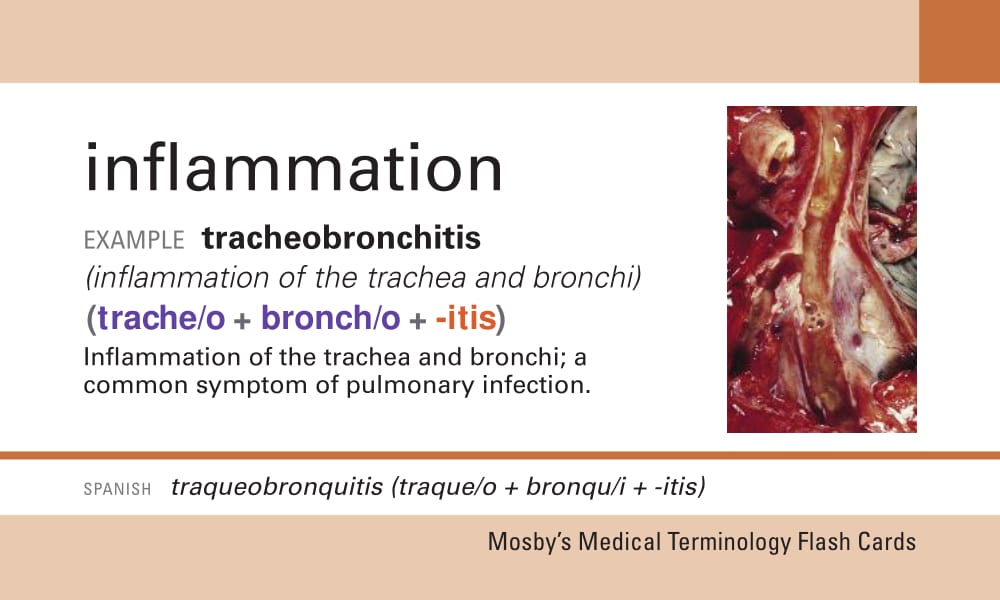 inflammation
EXAMPLE tracheobronchitis
(inflammation of the trachea and bronchi)
(trache/o + bronch/o + -itis)
Inflammation of the trachea and bronchi; a
common symptom of pulmonary infection.
SPANISH traqueobronquitis (traque/o + bronqu/i + -itis)
Mosby's Medical Terminology Flash Cards